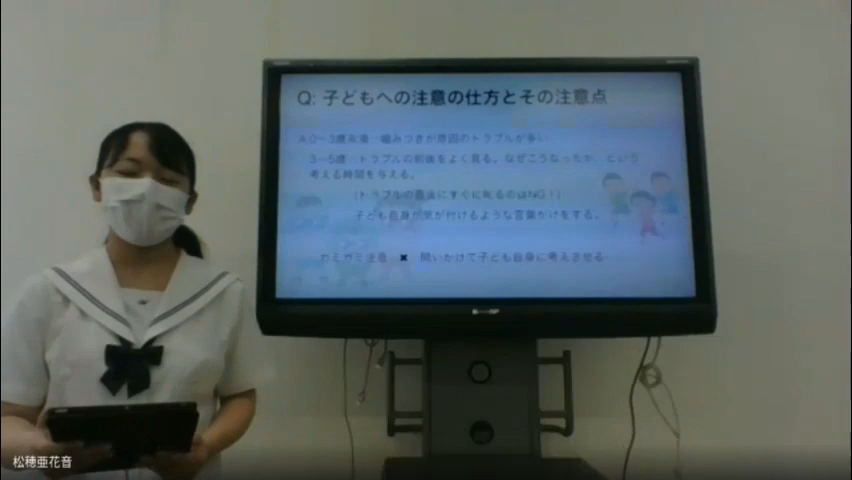 Q: 子どもへの注意の仕方とその注意点
A.0～3歳未満 噛みつきが原因のトラブルが多い
3～5歳 トラブルの前後をよく見る。なぜこうなったか、という
考える時間を与える。
(トラブルの直後にすぐに叱るのはNG！)
子ども自身が気が付けるような言葉がけをする。
ガミガミ注意 ✖ 問いかけて子ども自身に考えさせる
松穂亜花音